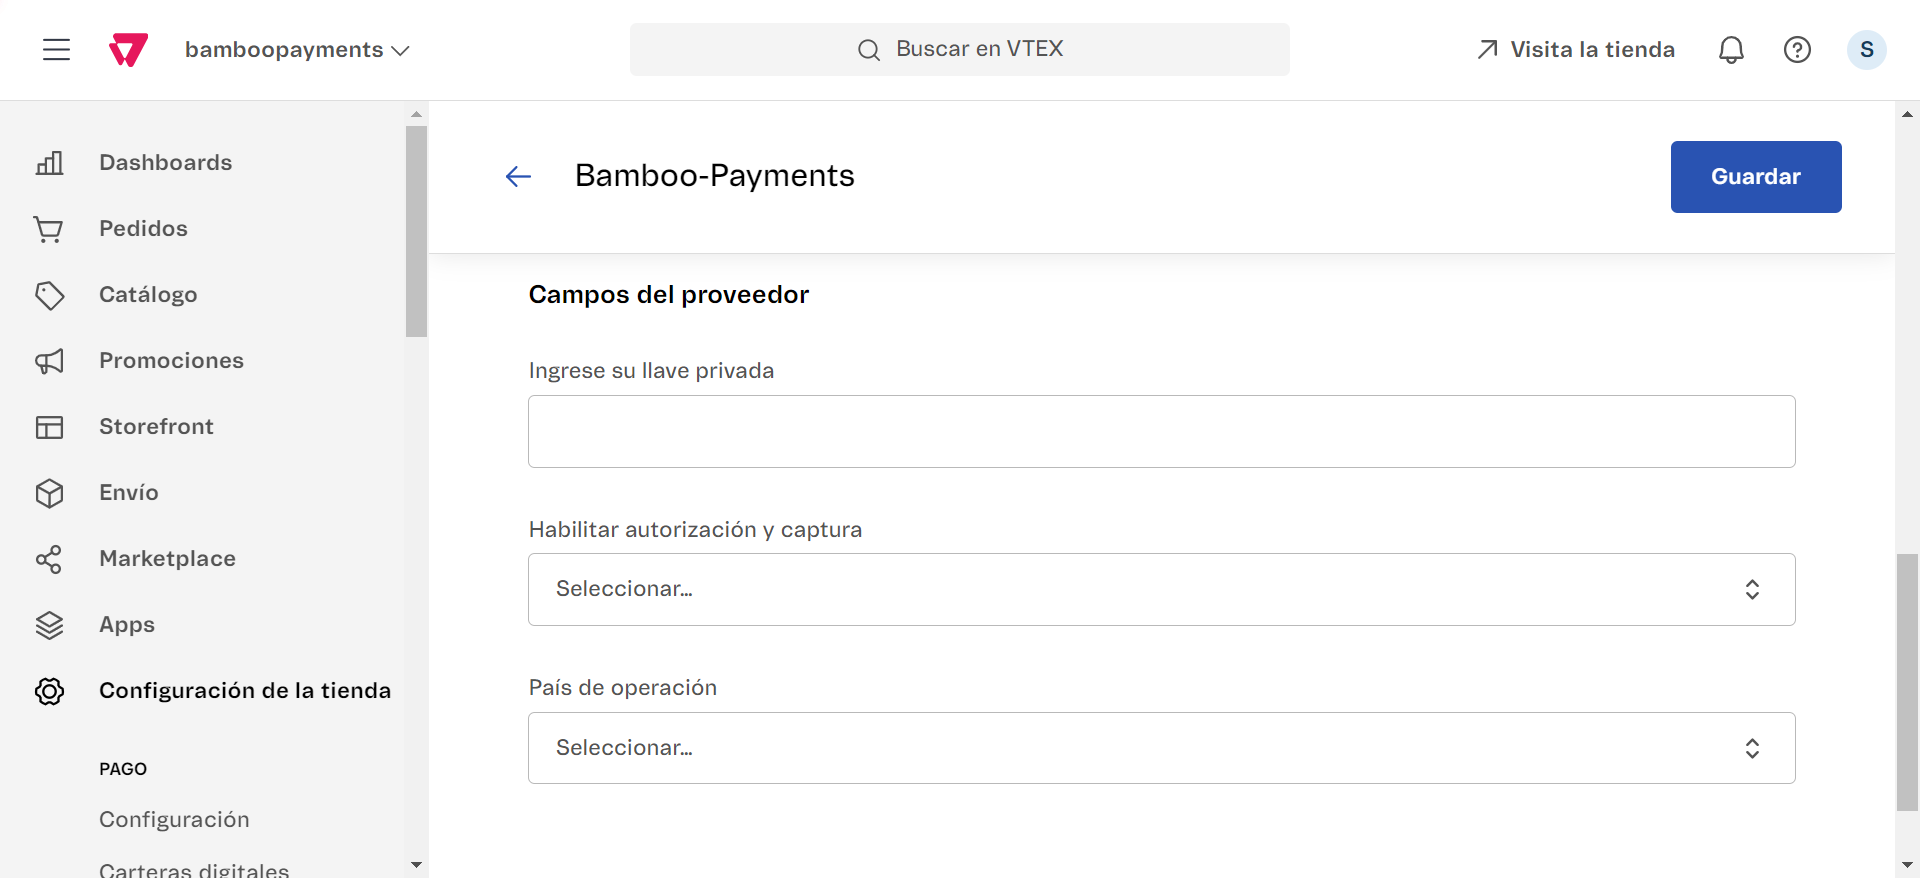 bamboopayments
Buscar en VTEX
Visita la tienda
S
Dashboards
Pedidos
Catálogo
Promociones
Storefront
Envío
Marketplace
Apps
Configuración de la tienda
PAGO
Configuración
Carteras digitales
Bamboo-Payments
Guardar
Campos del proveedor
Ingrese su llave privada
Habilitar autorización y captura
Seleccionar...
País de operación
Seleccionar...